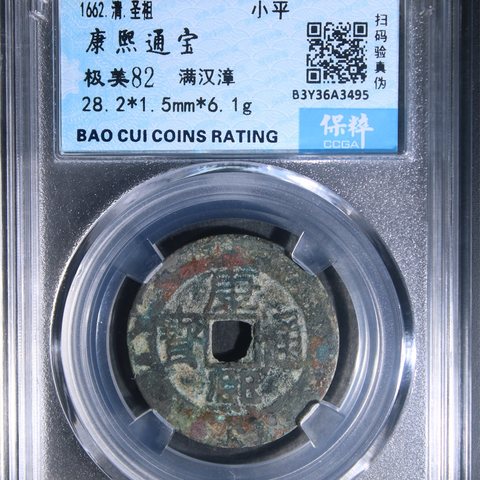 1662.清.圣祖 小平
康熙通宝
极美82 满汉漳
28.2*1.5mm*6.1g
BAO CUI COINS RATING
扫码验真伪
B3Y36A3495
保粹
CCGA
康熙通寳